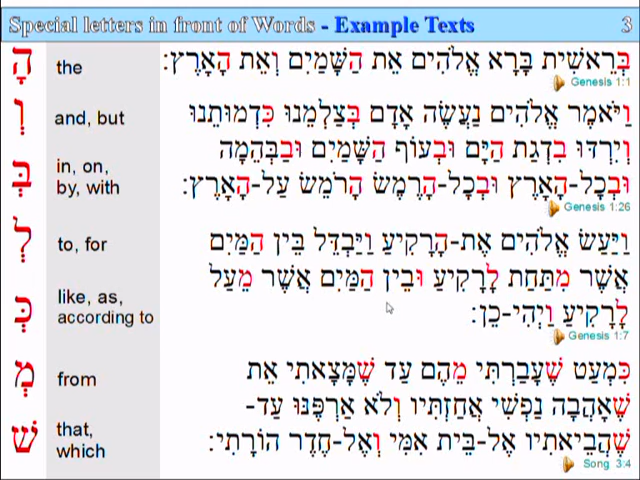 Special letters in front of Words - Example Texts 3
הָ the
וְ and, but
בְּ in, on,
by, with
לְ to, for
כְּ like, as,
according to
מְ from
שׁ that,
which
בְּרֵאשִׁית בָּרָא אֱלֹהִים אֵת הַשָּׁמַיִם וְאֵת הָאָרֶץ׃
Genesis 1:1
וַיֹּאמֶר אֱלֹהִים נַעֲשֶׂה אָדָם בְּצַלְמֵנוּ כִּדְמוּתֵנוּ
וְיִרְדּוּ בִדְגַת הַיָּם וּבְעוֹף הַשָּׁמַיִם וּבַבְּהֵמָה
וּבְכָל-הָאָרֶץ וּבְכָל-הָרֶמֶשׂ הָרֹמֵשׂ עַל-הָאָרֶץ׃
Genesis 1:26
וַיַּעַשׂ אֱלֹהִים אֶת-הָרָקִיעַ וַיַּבְדֵּל בֵּין הַמַּיִם
אֲשֶׁר מִתַּחַת לָרָקִיעַ וּבֵין הַמַּיִם אֲשֶׁר מֵעַל
לָרָקִיעַ וַיְהִי-כֵן׃
Genesis 1:7
כִּמְעַט שֶׁעָבַרְתִּי מֵהֶם עַד שֶׁמָּצָאתִי אֵת
שֶׁאָהֲבָה נַפְשִׁי אֲחַזְתִּיו וְלֹא אַרְפֶּנּוּ עַד-
שֶׁהֲבֵיאתִיו אֶל-בֵּית אִמִּי וְאֶל-חֶדֶר הוֹרָתִי׃
Song 3:4